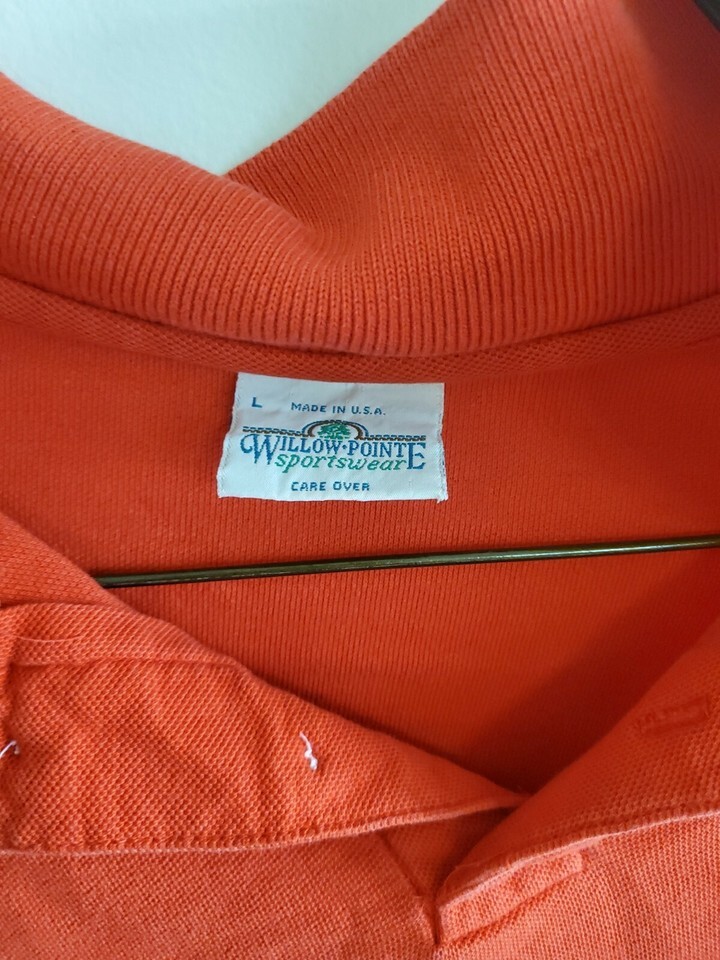 L MADE IN U.S.A.
WILLOW·POINTE
sportswear
CARE OVER